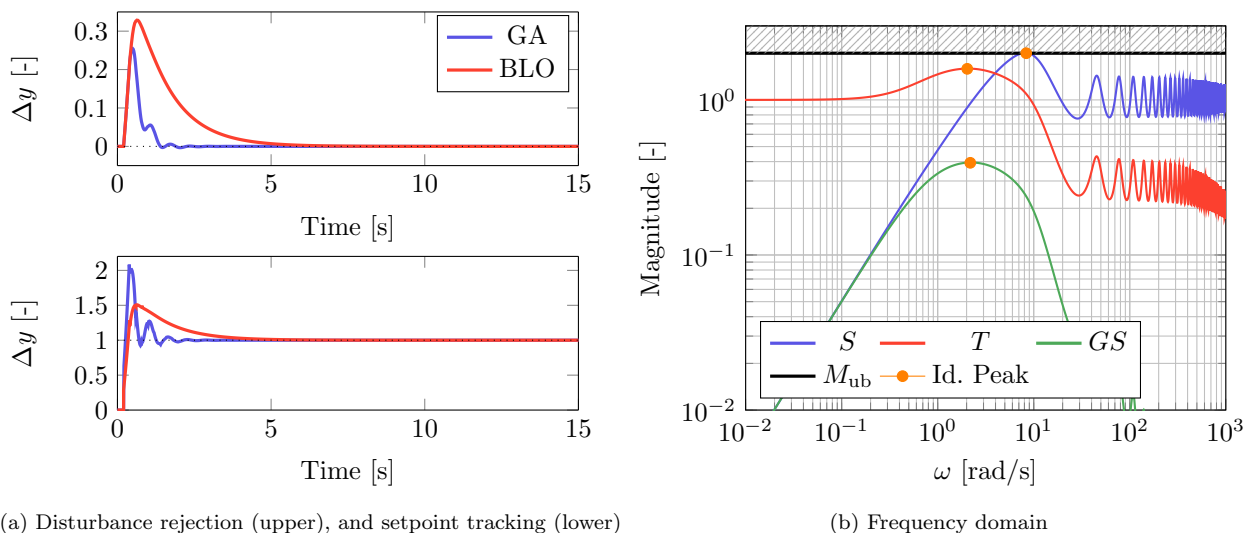 0.3
0.2
0.1
0
Δy [-]
GA
BLO
0 5 10 15
Time [s]
2
1.5
1
0.5
0
Δy [-]
0 5 10 15
Time [s]
(a) Disturbance rejection (upper), and setpoint tracking (lower)
10^0
10^−1
10^−2
Magnitude [-]
S T GS
M_ub Id. Peak
10^−2 10^−1 10^0 10^1 10^2 10^3
ω [rad/s]
(b) Frequency domain